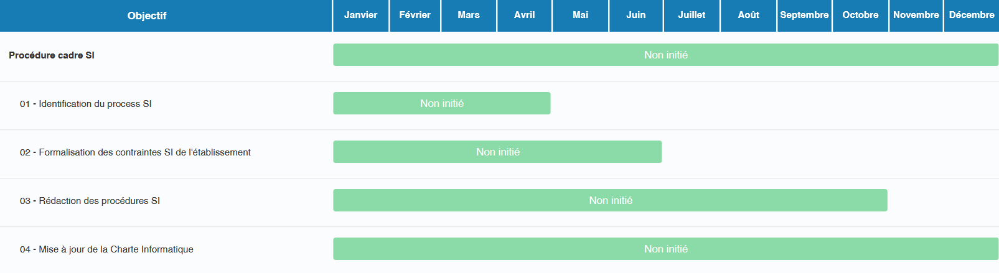 Objectif Janvier Février Mars Avril Mai Juin Juillet Août Septembre Octobre Novembre Décembre
Procédure cadre SI Non initié
01 - Identification du process SI Non initié
02 - Formalisation des contraintes SI de l'établissement Non initié
03 - Rédaction des procédures SI Non initié
04 - Mise à jour de la Charte Informatique Non initié